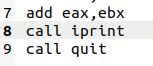 7 add eax,ebx
8 call iprint
9 call quit